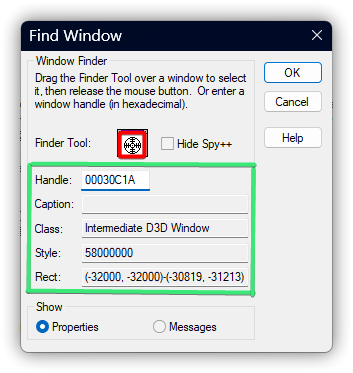 Find Window
Window Finder
Drag the Finder Tool over a window to select
it, then release the mouse button. Or enter a
window handle (in hexadecimal).
OK
Cancel
Help
Finder Tool:
Hide Spy++
Handle: 00030C1A
Caption:
Class: Intermediate D3D Window
Style: 58000000
Rect: (-32000, -32000)-(-30819, -31213)
Show
Properties
Messages